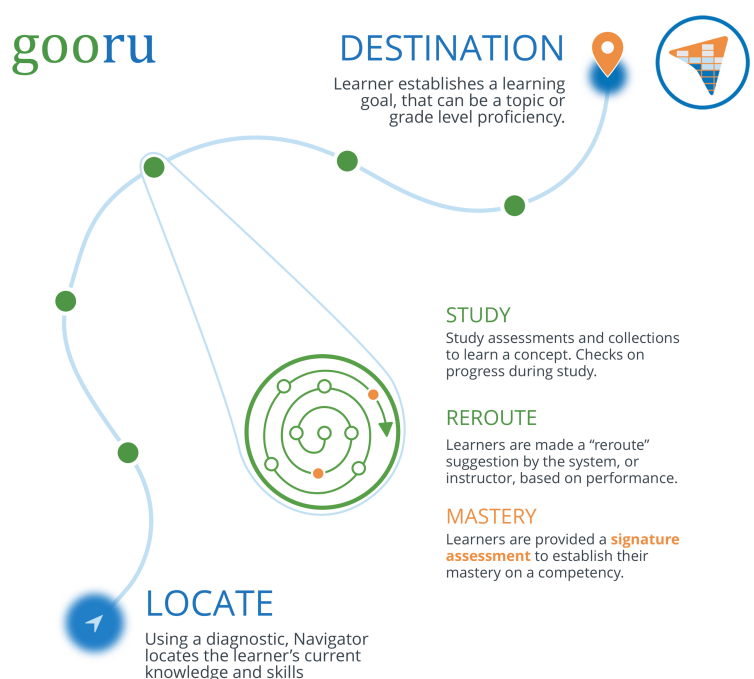 gooru
DESTINATION
Learner establishes a learning
goal, that can be a topic or
grade level proficiency.
STUDY
Study assessments and collections
to learn a concept. Checks on
progress during study.
REROUTE
Learners are made a “reroute”
suggestion by the system, or
instructor, based on performance.
MASTERY
Learners are provided a signature
assessment to establish their
mastery on a competency.
LOCATE
Using a diagnostic, Navigator
locates the learner’s current
knowledge and skills